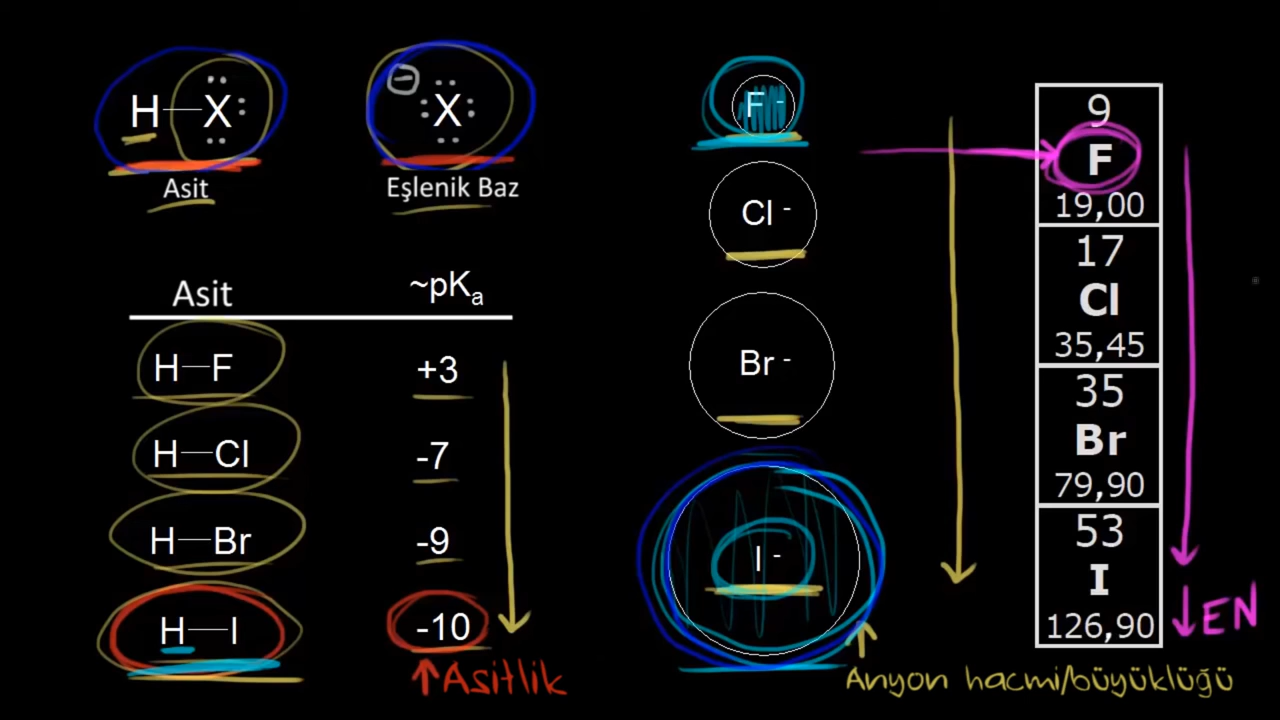 H—X
Asit
⊖
X
Eşlenik Baz
Asit ~pKa
H—F +3
H—Cl -7
H—Br -9
H—I -10
↑Asitlik
F -
Cl -
Br -
I -
↑
Anyon hacmi/büyüklüğü
9
F
19,00
17
Cl
35,45
35
Br
79,90
53
I
126,90
↓EN